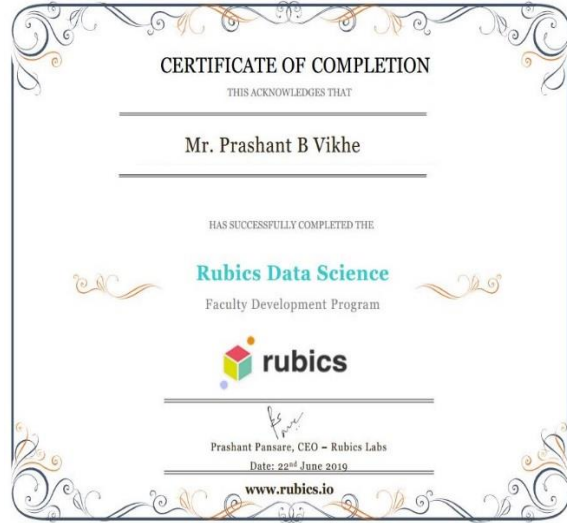 CERTIFICATE OF COMPLETION
THIS ACKNOWLEDGES THAT
Mr. Prashant B Vikhe
HAS SUCCESSFULLY COMPLETED THE
Rubics Data Science
Faculty Development Program
rubics
Prashant Pansare, CEO – Rubics Labs
Date: 22nd June 2019
www.rubics.io